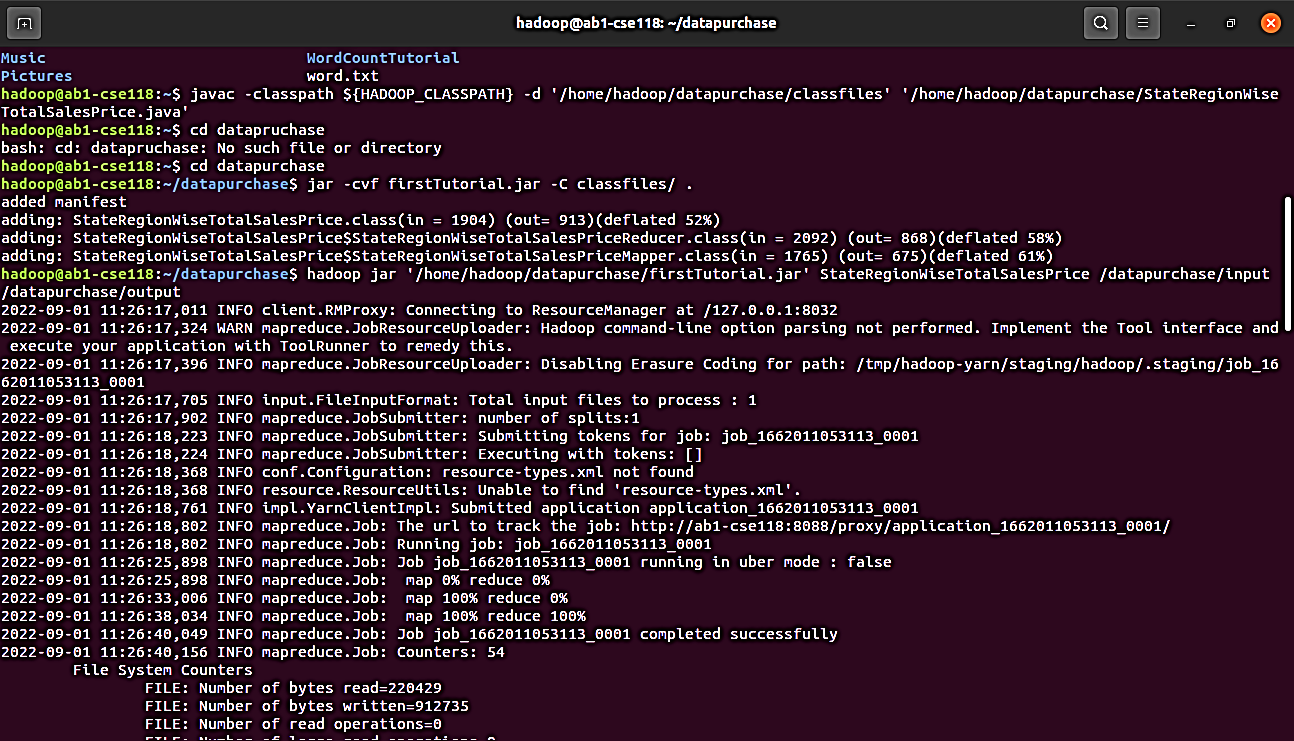 hadoop@ab1-cse118: ~/datapurchase
Music WordCountTutorial
Pictures word.txt
hadoop@ab1-cse118:~$ javac -classpath ${HADOOP_CLASSPATH} -d '/home/hadoop/datapurchase/classfiles' '/home/hadoop/datapurchase/StateRegionWise
TotalSalesPrice.java'
hadoop@ab1-cse118:~$ cd datapruchase
bash: cd: datapruchase: No such file or directory
hadoop@ab1-cse118:~$ cd datapurchase
hadoop@ab1-cse118:~/datapurchase$ jar -cvf firstTutorial.jar -C classfiles/ .
added manifest
adding: StateRegionWiseTotalSalesPrice.class(in = 1904) (out= 913)(deflated 52%)
adding: StateRegionWiseTotalSalesPrice$StateRegionWiseTotalSalesPriceReducer.class(in = 2092) (out= 868)(deflated 58%)
adding: StateRegionWiseTotalSalesPrice$StateRegionWiseTotalSalesPriceMapper.class(in = 1765) (out= 675)(deflated 61%)
hadoop@ab1-cse118:~/datapurchase$ hadoop jar '/home/hadoop/datapurchase/firstTutorial.jar' StateRegionWiseTotalSalesPrice /datapurchase/input
/datapurchase/output
2022-09-01 11:26:17,011 INFO client.RMProxy: Connecting to ResourceManager at /127.0.0.1:8032
2022-09-01 11:26:17,324 WARN mapreduce.JobResourceUploader: Hadoop command-line option parsing not performed. Implement the Tool interface and
execute your application with ToolRunner to remedy this.
2022-09-01 11:26:17,396 INFO mapreduce.JobResourceUploader: Disabling Erasure Coding for path: /tmp/hadoop-yarn/staging/hadoop/.staging/job_16
62011053113_0001
2022-09-01 11:26:17,705 INFO input.FileInputFormat: Total input files to process : 1
2022-09-01 11:26:17,902 INFO mapreduce.JobSubmitter: number of splits:1
2022-09-01 11:26:18,223 INFO mapreduce.JobSubmitter: Submitting tokens for job: job_1662011053113_0001
2022-09-01 11:26:18,224 INFO mapreduce.JobSubmitter: Executing with tokens: []
2022-09-01 11:26:18,368 INFO conf.Configuration: resource-types.xml not found
2022-09-01 11:26:18,368 INFO resource.ResourceUtils: Unable to find 'resource-types.xml'.
2022-09-01 11:26:18,761 INFO impl.YarnClientImpl: Submitted application application_1662011053113_0001
2022-09-01 11:26:18,802 INFO mapreduce.Job: The url to track the job: http://ab1-cse118:8088/proxy/application_1662011053113_0001/
2022-09-01 11:26:18,802 INFO mapreduce.Job: Running job: job_1662011053113_0001
2022-09-01 11:26:25,898 INFO mapreduce.Job: Job job_1662011053113_0001 running in uber mode : false
2022-09-01 11:26:25,898 INFO mapreduce.Job:  map 0% reduce 0%
2022-09-01 11:26:33,006 INFO mapreduce.Job:  map 100% reduce 0%
2022-09-01 11:26:38,034 INFO mapreduce.Job:  map 100% reduce 100%
2022-09-01 11:26:40,049 INFO mapreduce.Job: Job job_1662011053113_0001 completed successfully
2022-09-01 11:26:40,156 INFO mapreduce.Job: Counters: 54
File System Counters
FILE: Number of bytes read=220429
FILE: Number of bytes written=912735
FILE: Number of read operations=0